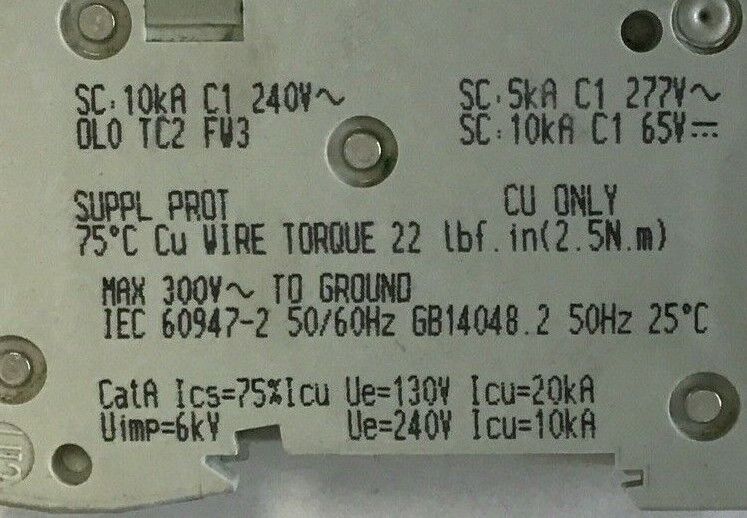 SC:10kA C1 240V~ SC:5kA C1 277V~
OL0 TC2 FW3 SC:10kA C1 65V⎓
SUPPL PROT CU ONLY
75°C Cu WIRE TORQUE 22 lbf.in(2.5N.m)
MAX 300V~ TO GROUND
IEC 60947-2 50/60Hz GB14048.2 50Hz 25°C
CatA Ics=75%Icu Ue=130V Icu=20kA
Uimp=6kV Ue=240V Icu=10kA